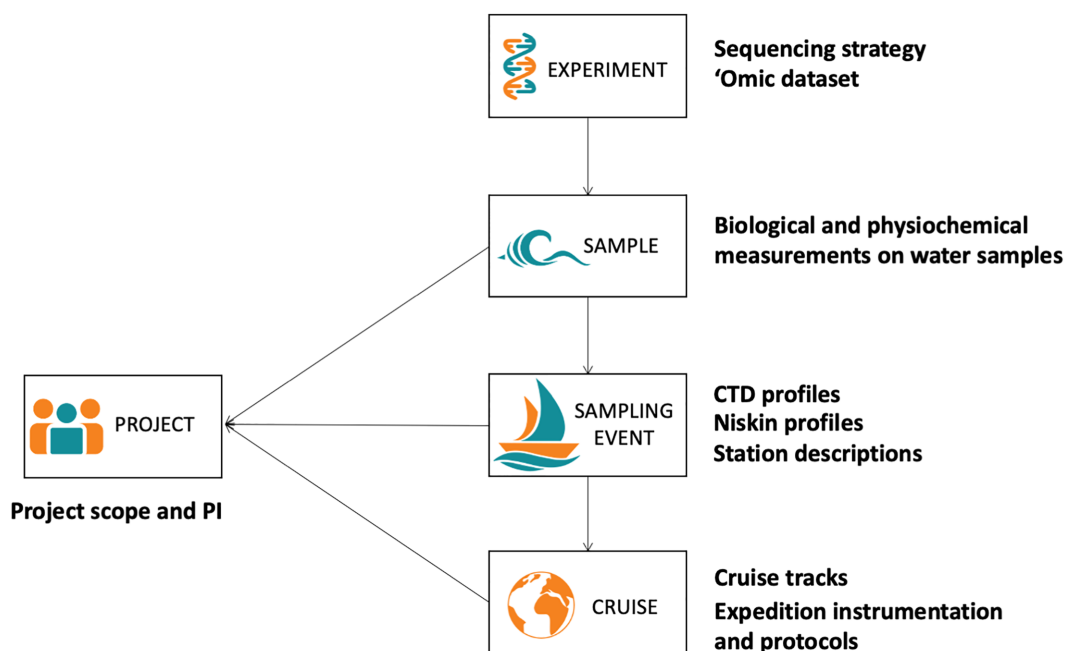 EXPERIMENT
Sequencing strategy
‘Omic dataset
SAMPLE
Biological and physiochemical
measurements on water samples
PROJECT
Project scope and PI
SAMPLING
EVENT
CTD profiles
Niskin profiles
Station descriptions
CRUISE
Cruise tracks
Expedition instrumentation
and protocols